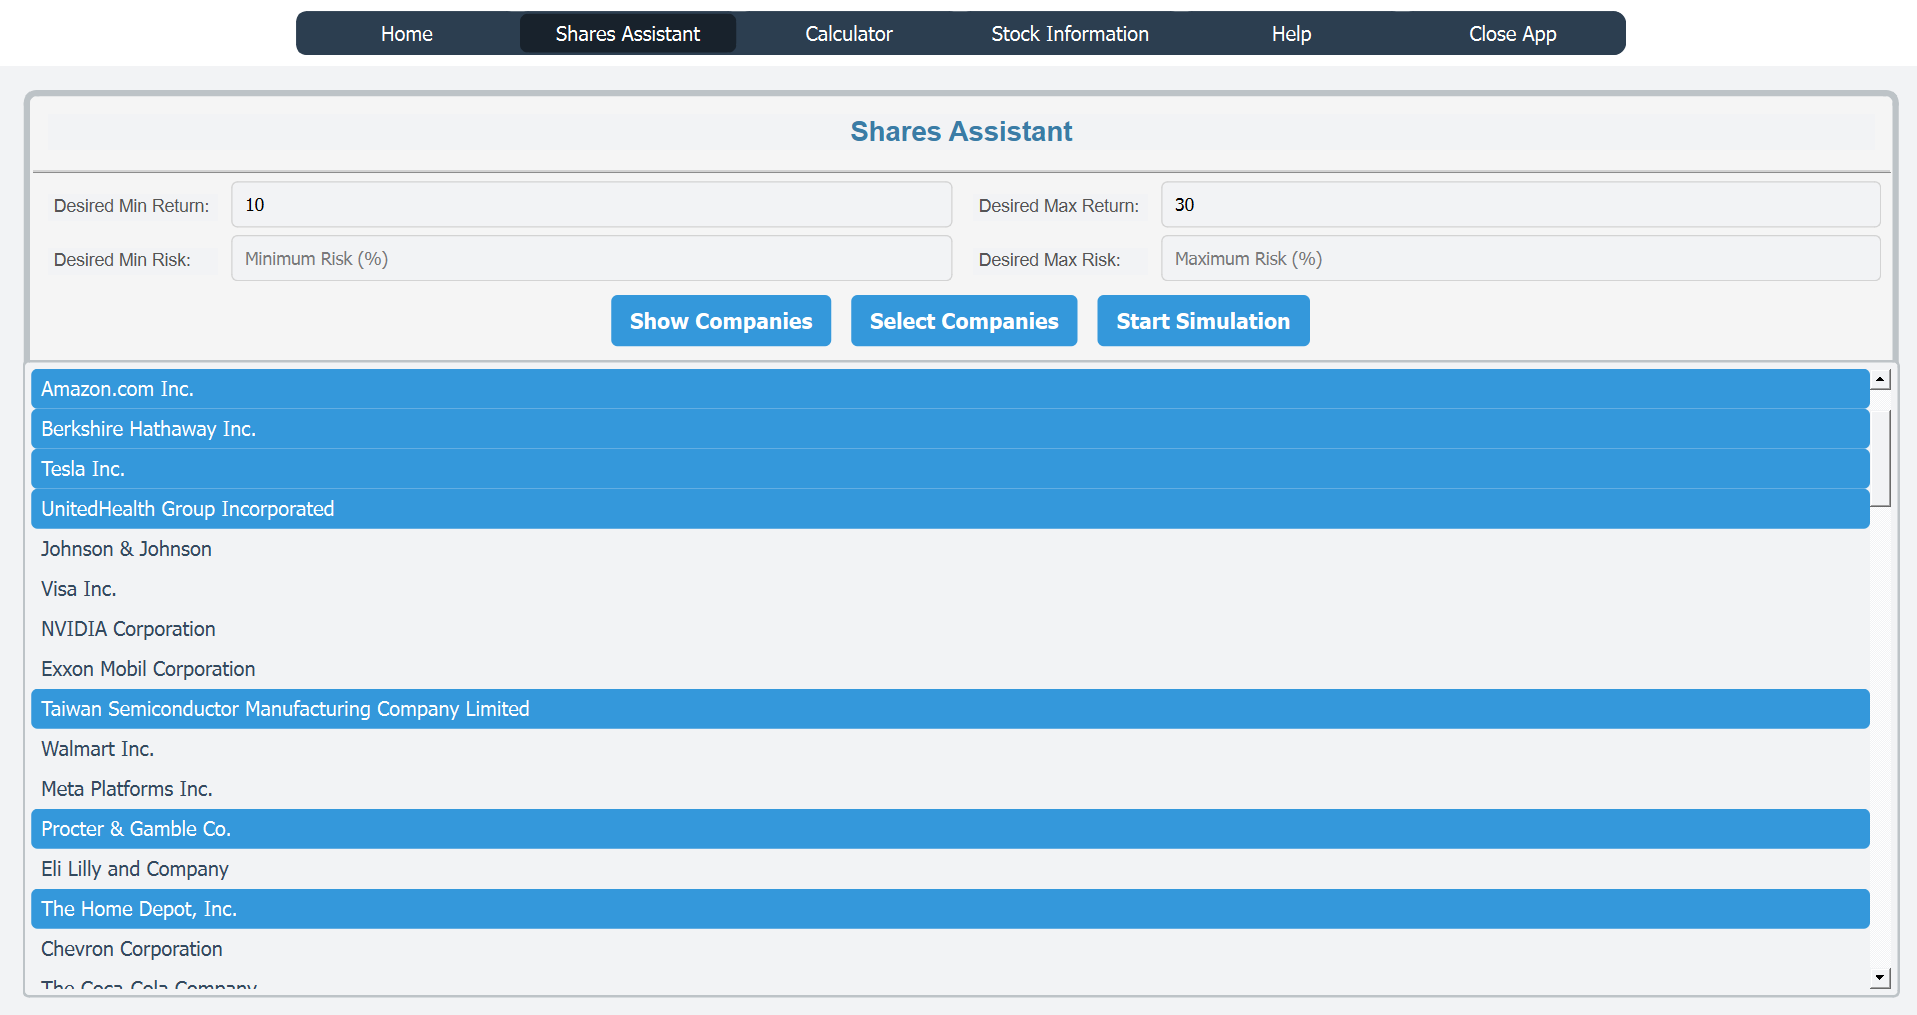 Home Shares Assistant Calculator Stock Information Help Close App
Shares Assistant
Desired Min Return: 10 Desired Max Return: 30
Desired Min Risk: Minimum Risk (%) Desired Max Risk: Maximum Risk (%)
Show Companies Select Companies Start Simulation
Amazon.com Inc.
Berkshire Hathaway Inc.
Tesla Inc.
UnitedHealth Group Incorporated
Johnson & Johnson
Visa Inc.
NVIDIA Corporation
Exxon Mobil Corporation
Taiwan Semiconductor Manufacturing Company Limited
Walmart Inc.
Meta Platforms Inc.
Procter & Gamble Co.
Eli Lilly and Company
The Home Depot, Inc.
Chevron Corporation
The Coca-Cola Company